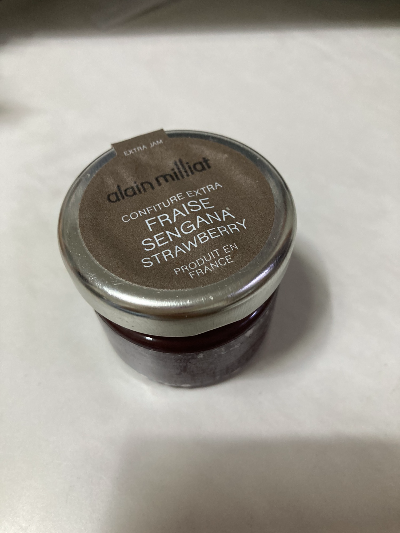 EXTRA JAM
alain milliat
CONFITURE EXTRA
FRAISE
SENGANA*
STRAWBERRY
PRODUIT EN
FRANCE